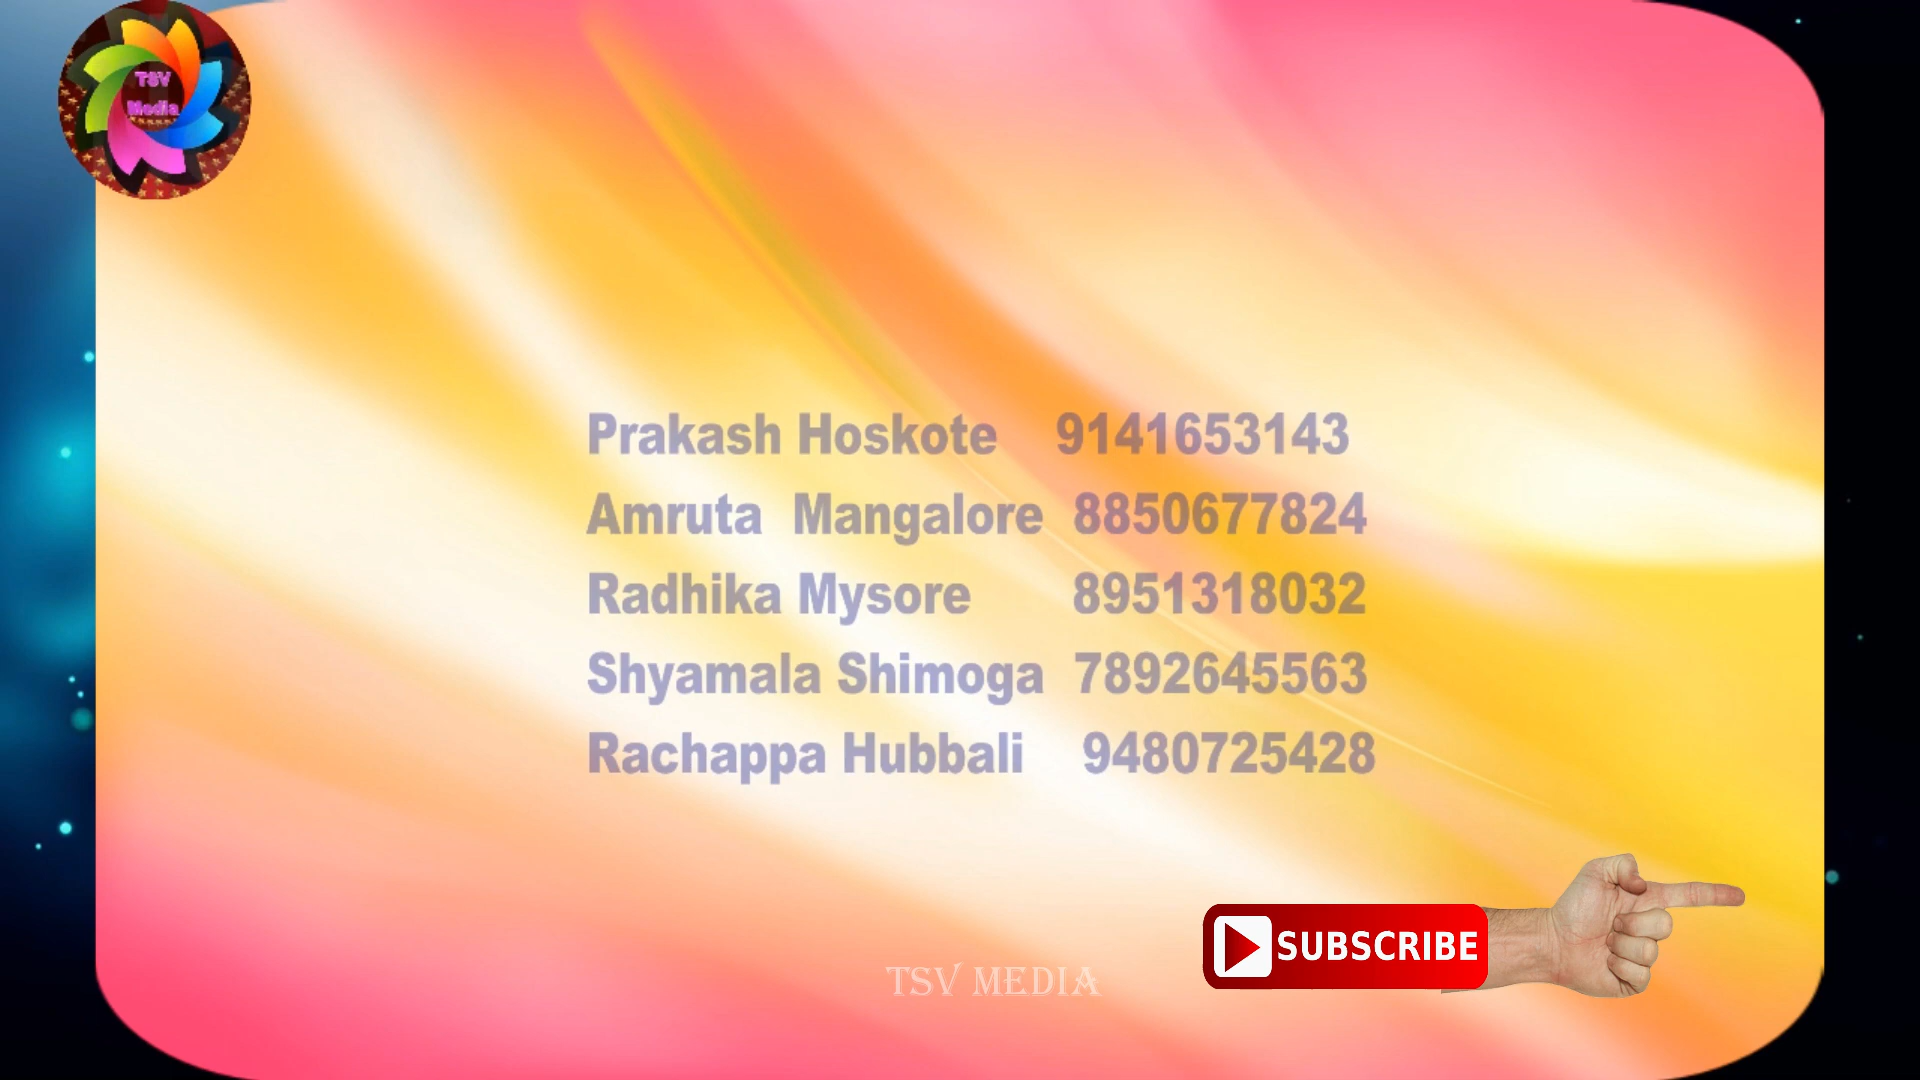 TSV
Media
Prakash Hoskote 9141653143
Amruta Mangalore 8850677824
Radhika Mysore 8951318032
Shyamala Shimoga 7892645563
Rachappa Hubbali 9480725428
SUBSCRIBE
TSV MEDIA